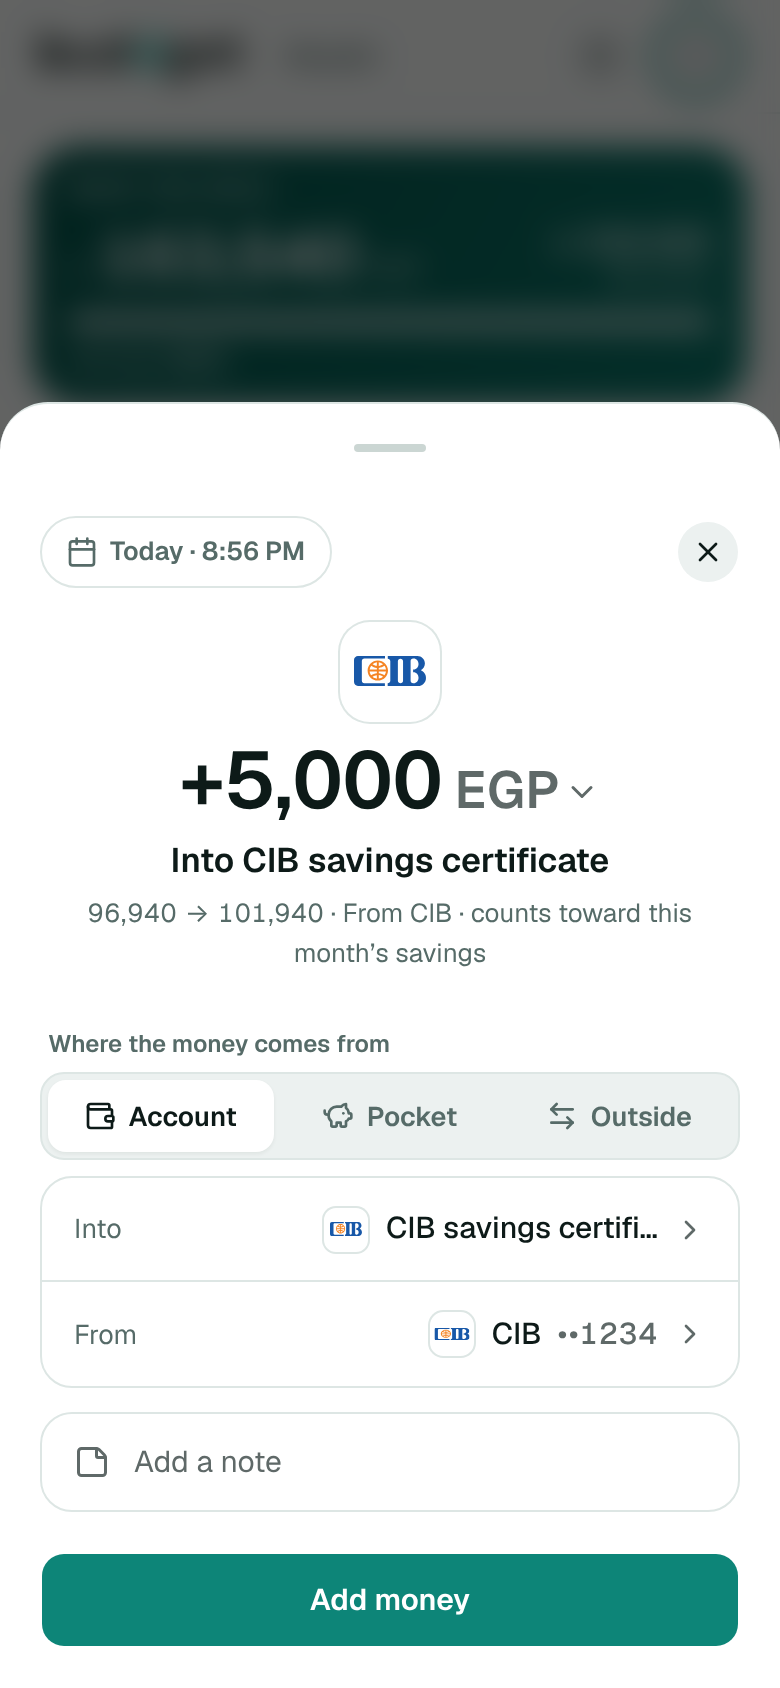 Today · 8:56 PM
CIB
+5,000 EGP
Into CIB savings certificate
96,940 → 101,940 · From CIB · counts toward this
month’s savings
Where the money comes from
Account
Pocket
Outside
Into
CIB
CIB savings certifi...
From
CIB
CIB ••1234
Add a note
Add money